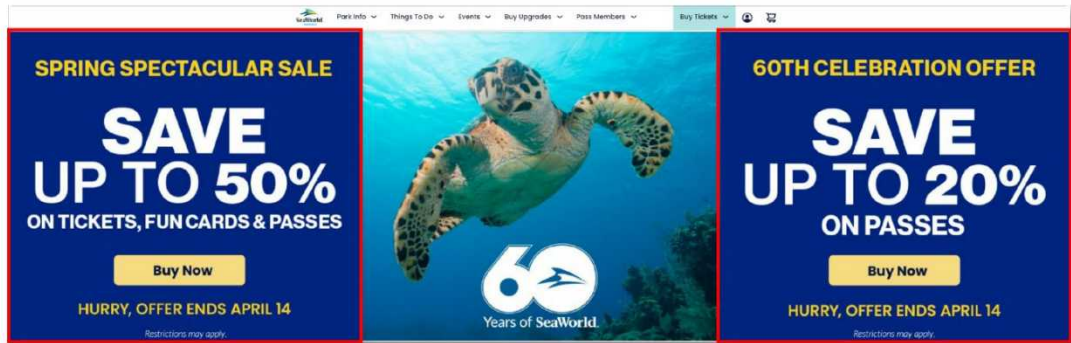 SeaWorld Park Info Things To Do Events Buy Upgrades Pass Members Buy Tickets
SPRING SPECTACULAR SALE
SAVE
UP TO 50%
ON TICKETS, FUN CARDS & PASSES
Buy Now
HURRY, OFFER ENDS APRIL 14
Restrictions may apply.
60
Years of SeaWorld.
60TH CELEBRATION OFFER
SAVE
UP TO 20%
ON PASSES
Buy Now
HURRY, OFFER ENDS APRIL 14
Restrictions may apply.